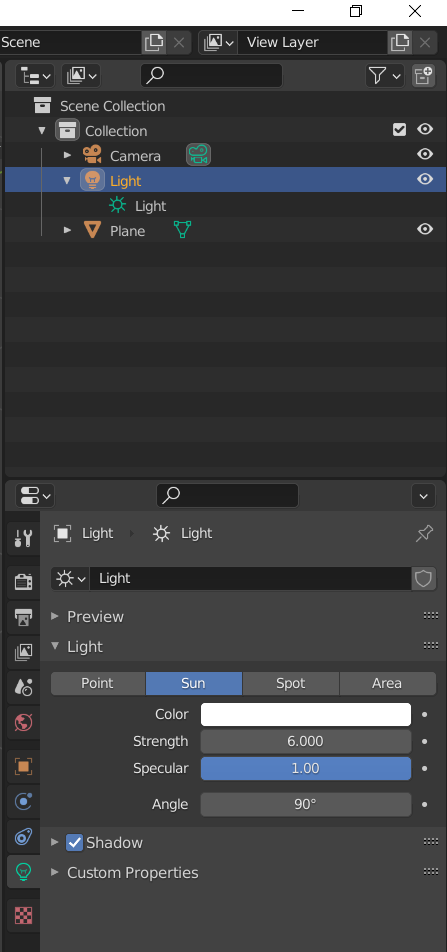 Scene View Layer
Scene Collection
Collection
Camera
Light
Light
Plane
Light Light
Light
Preview
Light
Point Sun Spot Area
Color
Strength 6.000
Specular 1.00
Angle 90°
Shadow
Custom Properties